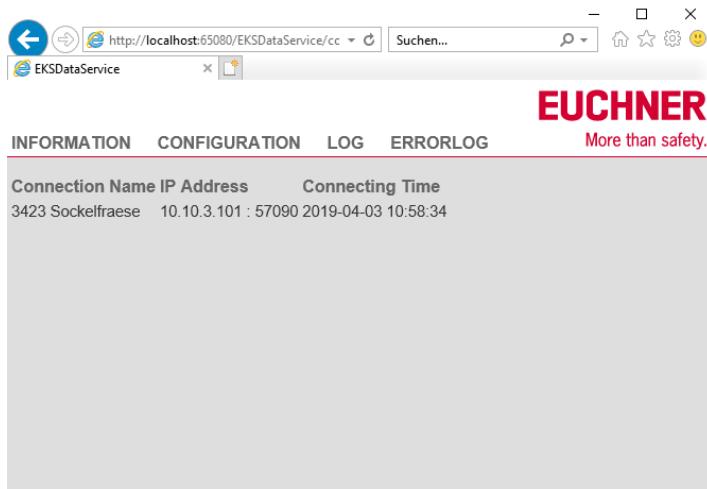 http://localhost:65080/EKSDataService/cc
Suchen...
EKSDataService
EUCHNER
More than safety.
INFORMATION CONFIGURATION LOG ERRORLOG
Connection Name IP Address Connecting Time
3423 Sockelfraese 10.10.3.101 : 57090 2019-04-03 10:58:34